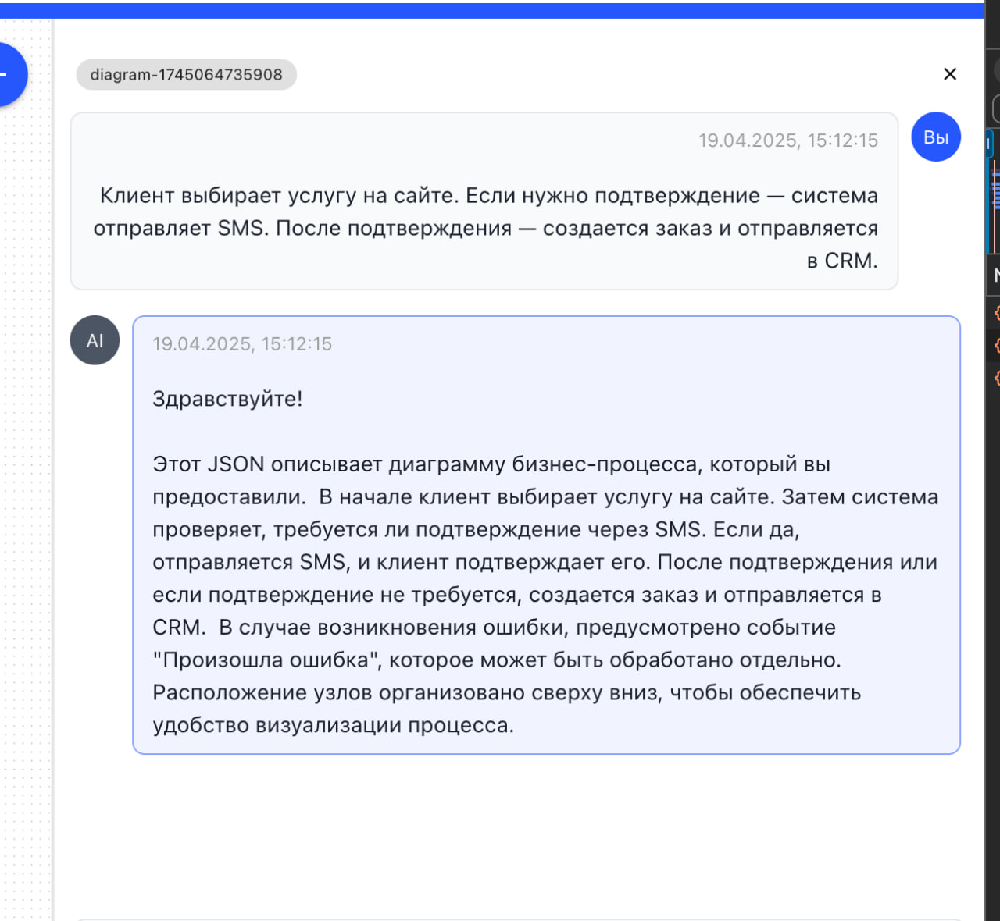 diagram-1745064735908
19.04.2025, 15:12:15
Вы
Клиент выбирает услугу на сайте. Если нужно подтверждение — система
отправляет SMS. После подтверждения — создается заказ и отправляется
в CRM.
AI
19.04.2025, 15:12:15
Здравствуйте!
Этот JSON описывает диаграмму бизнес-процесса, который вы
предоставили.  В начале клиент выбирает услугу на сайте. Затем система
проверяет, требуется ли подтверждение через SMS. Если да,
отправляется SMS, и клиент подтверждает его. После подтверждения или
если подтверждение не требуется, создается заказ и отправляется в
CRM.  В случае возникновения ошибки, предусмотрено событие
"Произошла ошибка", которое может быть обработано отдельно.
Расположение узлов организовано сверху вниз, чтобы обеспечить
удобство визуализации процесса.